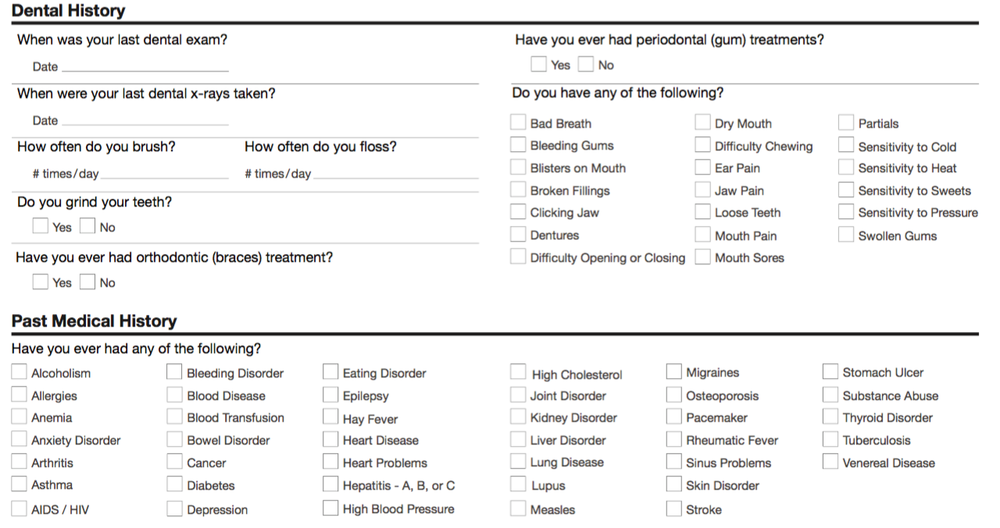 Dental History
When was your last dental exam?
Date
When were your last dental x-rays taken?
Date
How often do you brush? How often do you floss?
# times/day # times/day
Do you grind your teeth?
Yes No
Have you ever had orthodontic (braces) treatment?
Yes No
Have you ever had periodontal (gum) treatments?
Yes No
Do you have any of the following?
Bad Breath Dry Mouth Partials
Bleeding Gums Difficulty Chewing Sensitivity to Cold
Blisters on Mouth Ear Pain Sensitivity to Heat
Broken Fillings Jaw Pain Sensitivity to Sweets
Clicking Jaw Loose Teeth Sensitivity to Pressure
Dentures Mouth Pain Swollen Gums
Difficulty Opening or Closing Mouth Sores
Past Medical History
Have you ever had any of the following?
Alcoholism Bleeding Disorder Eating Disorder High Cholesterol Migraines Stomach Ulcer
Allergies Blood Disease Epilepsy Joint Disorder Osteoporosis Substance Abuse
Anemia Blood Transfusion Hay Fever Kidney Disorder Pacemaker Thyroid Disorder
Anxiety Disorder Bowel Disorder Heart Disease Liver Disorder Rheumatic Fever Tuberculosis
Arthritis Cancer Heart Problems Lung Disease Sinus Problems Venereal Disease
Asthma Diabetes Hepatitis - A, B, or C Lupus Skin Disorder
AIDS / HIV Depression High Blood Pressure Measles Stroke